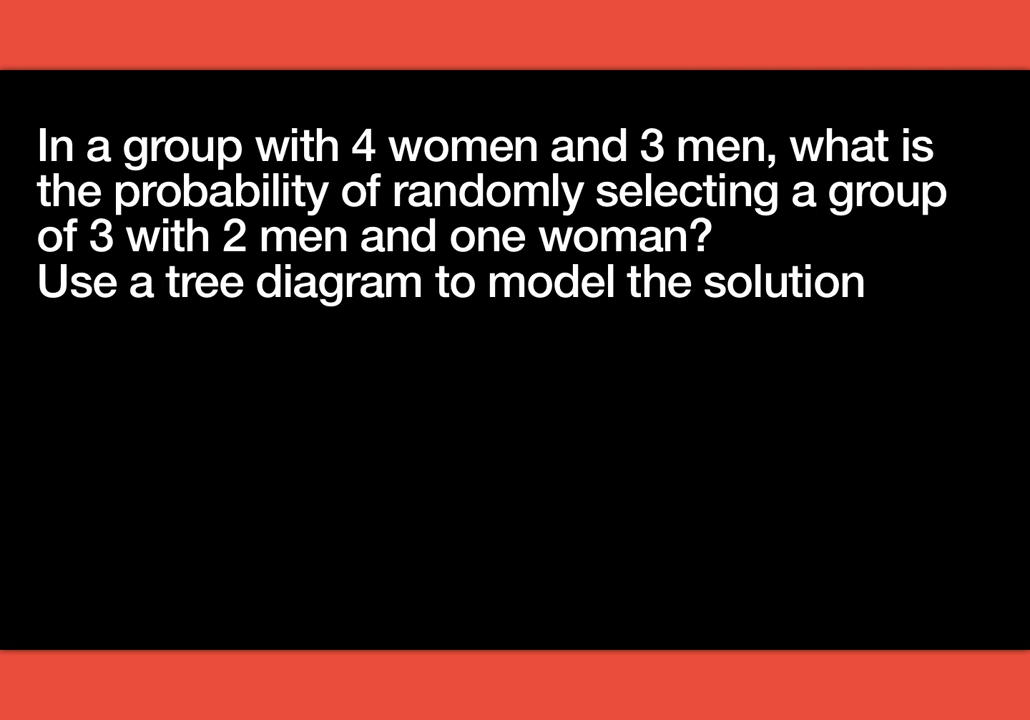 In a group with 4 women and 3 men, what is
the probability of randomly selecting a group
of 3 with 2 men and one woman?
Use a tree diagram to model the solution